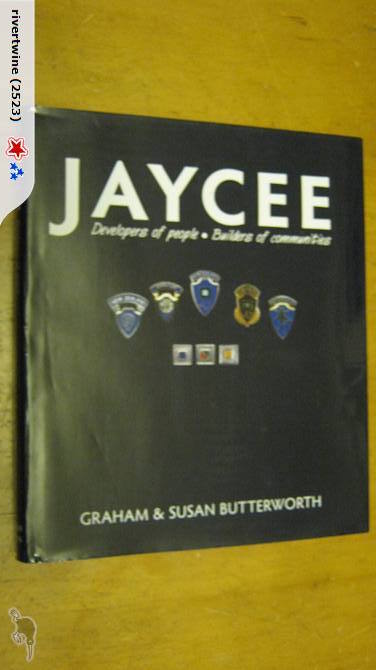 rivertwine (2523)
JAYCEE
Developers of people • Builders of communities
GRAHAM & SUSAN BUTTERWORTH